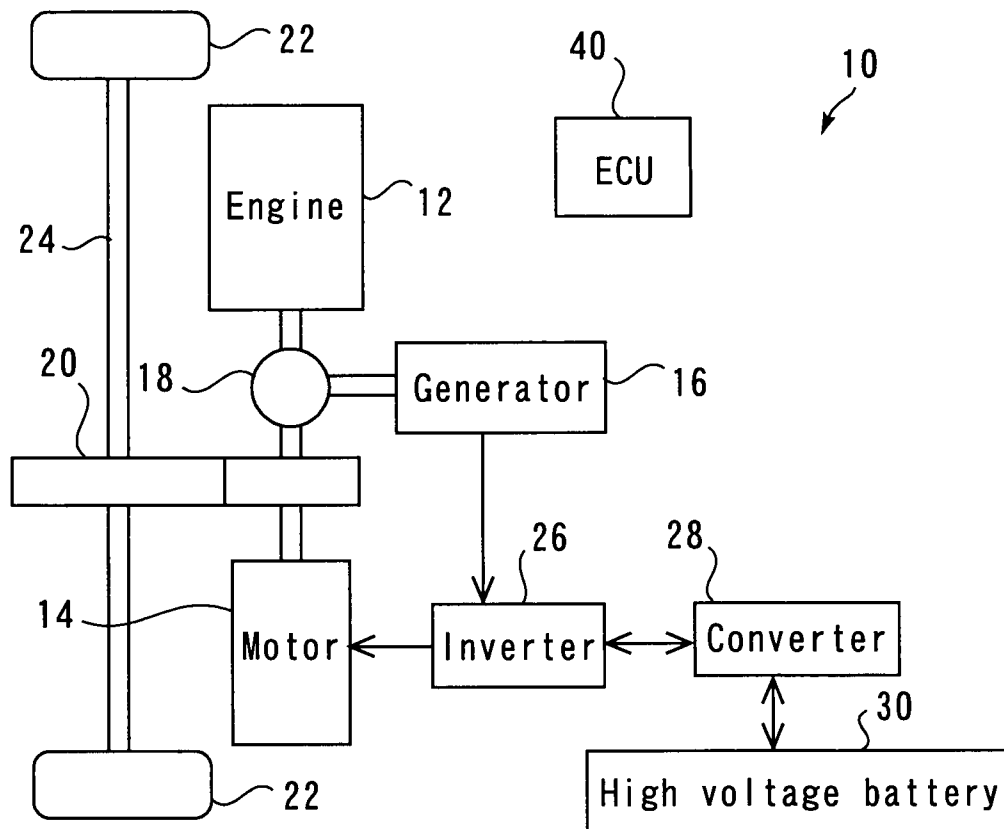 22
40
10
ECU
Engine
12
24
20
18
Generator
16
26
28
14
Motor
Inverter
Converter
30
22
High voltage battery